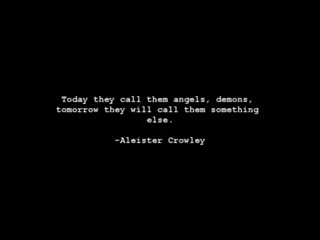 Today they call them angels, demons,
tomorrow they will call them something
else.
-Aleister Crowley